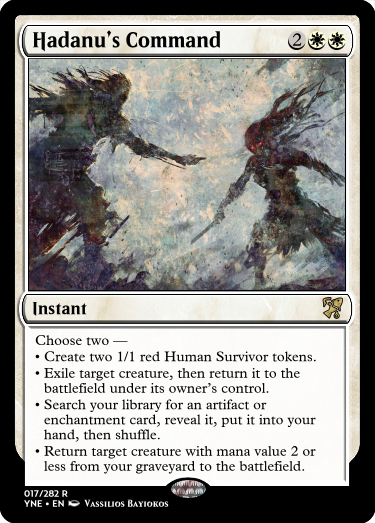 Hadanu's Command 2
Instant
Choose two —
• Create two 1/1 red Human Survivor tokens.
• Exile target creature, then return it to the
battlefield under its owner's control.
• Search your library for an artifact or
enchantment card, reveal it, put it into your
hand, then shuffle.
• Return target creature with mana value 2 or
less from your graveyard to the battlefield.
017/282 R
YNE • EN Vassilios Bayiokos